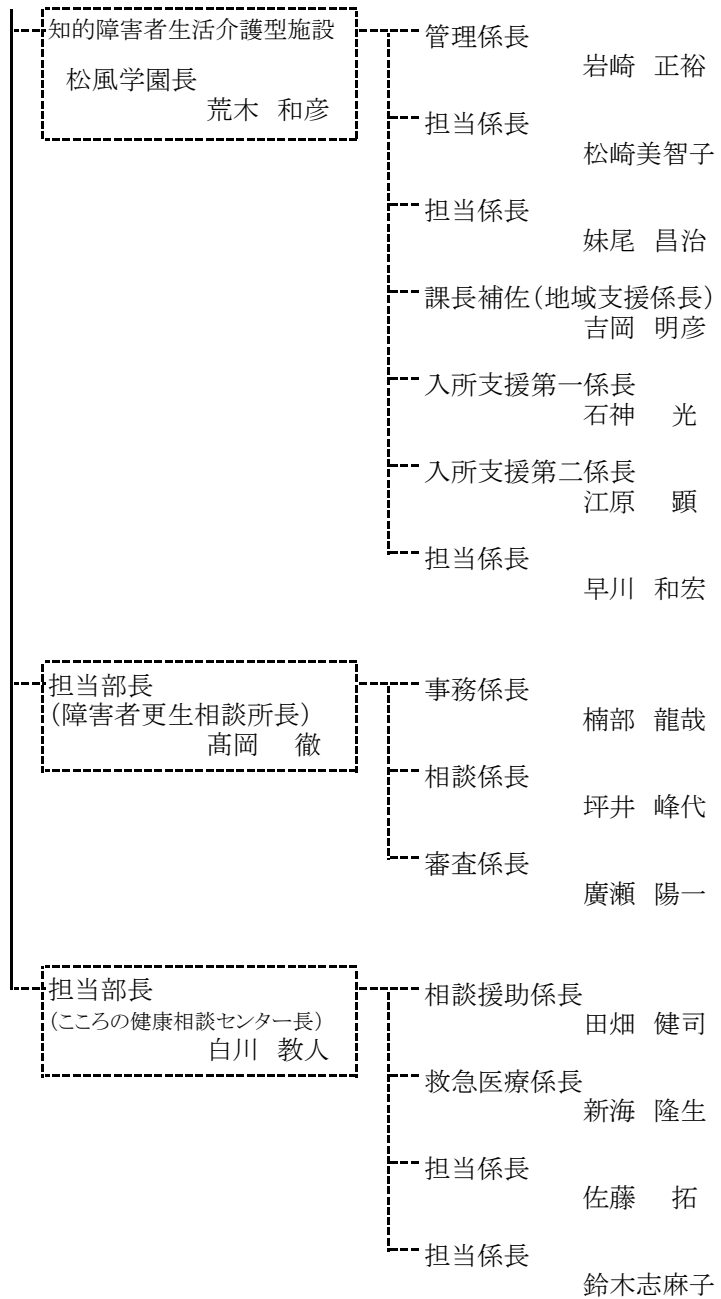 知的障害者生活介護型施設
松風学園長
荒木 和彦
管理係長
岩崎 正裕
担当係長
松崎美智子
担当係長
妹尾 昌治
課長補佐(地域支援係長)
吉岡 明彦
入所支援第一係長
石神 光
入所支援第二係長
江原 顕
担当係長
早川 和宏
担当部長
(障害者更生相談所長)
髙岡 徹
事務係長
楠部 龍哉
相談係長
坪井 峰代
審査係長
廣瀬 陽一
担当部長
(こころの健康相談センター長)
白川 教人
相談援助係長
田畑 健司
救急医療係長
新海 隆生
担当係長
佐藤 拓
担当係長
鈴木志麻子